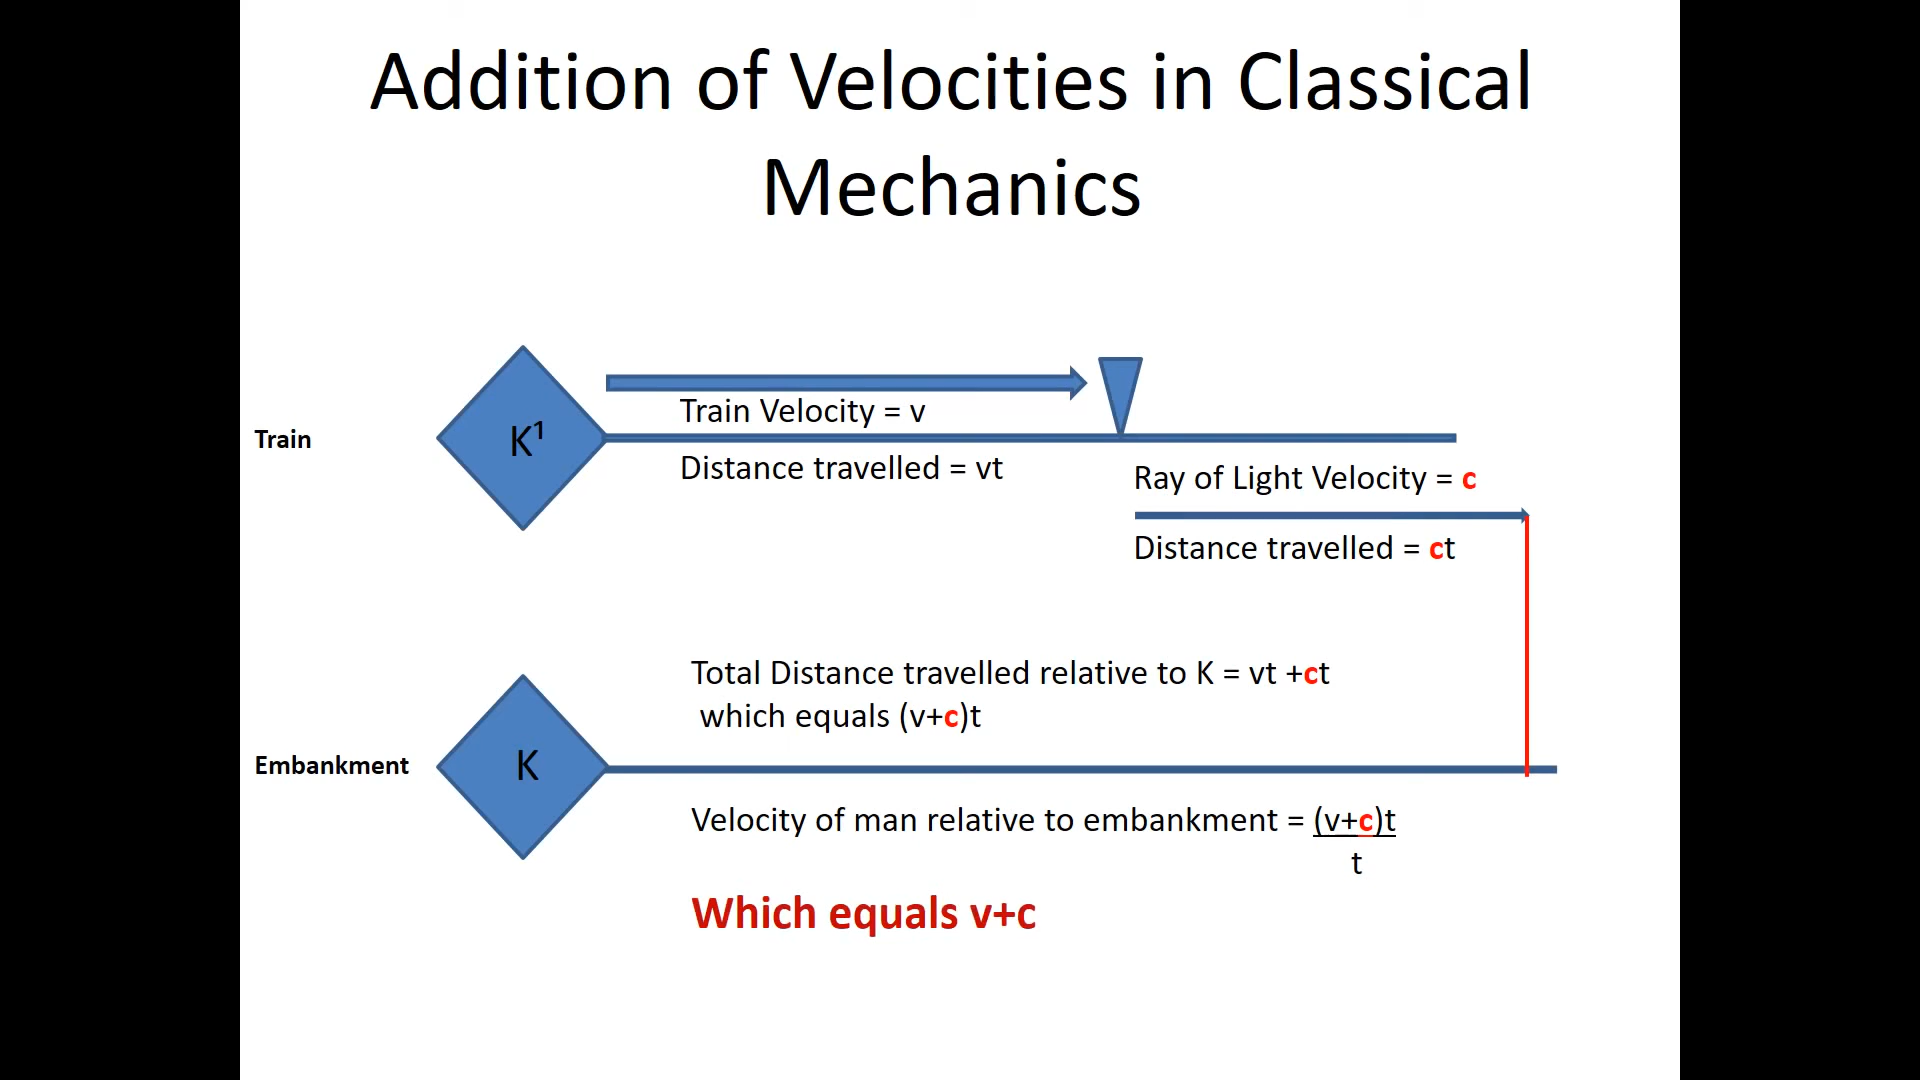 Addition of Velocities in Classical
Mechanics
Train Velocity = v
Train
K¹
Distance travelled = vt
Ray of Light Velocity = c
Distance travelled = ct
Total Distance travelled relative to K = vt +ct
which equals (v+c)t
Embankment
K
Velocity of man relative to embankment = (v+c)t
t
Which equals v+c